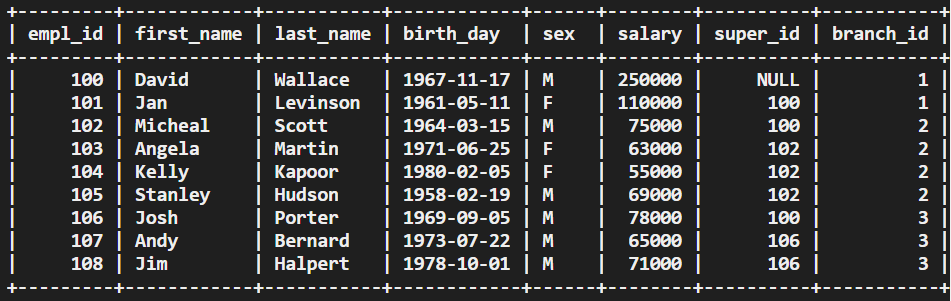 +---------+------------+-----------+------------+------+--------+----------+-----------+
| empl_id | first_name | last_name | birth_day  | sex  | salary | super_id | branch_id |
+---------+------------+-----------+------------+------+--------+----------+-----------+
|     100 | David      | Wallace   | 1967-11-17 | M    | 250000 |     NULL |         1 |
|     101 | Jan        | Levinson  | 1961-05-11 | F    | 110000 |      100 |         1 |
|     102 | Micheal    | Scott     | 1964-03-15 | M    |  75000 |      100 |         2 |
|     103 | Angela     | Martin    | 1971-06-25 | F    |  63000 |      102 |         2 |
|     104 | Kelly      | Kapoor    | 1980-02-05 | F    |  55000 |      102 |         2 |
|     105 | Stanley    | Hudson    | 1958-02-19 | M    |  69000 |      102 |         2 |
|     106 | Josh       | Porter    | 1969-09-05 | M    |  78000 |      100 |         3 |
|     107 | Andy       | Bernard   | 1973-07-22 | M    |  65000 |      106 |         3 |
|     108 | Jim        | Halpert   | 1978-10-01 | M    |  71000 |      106 |         3 |
+---------+------------+-----------+------------+------+--------+----------+-----------+